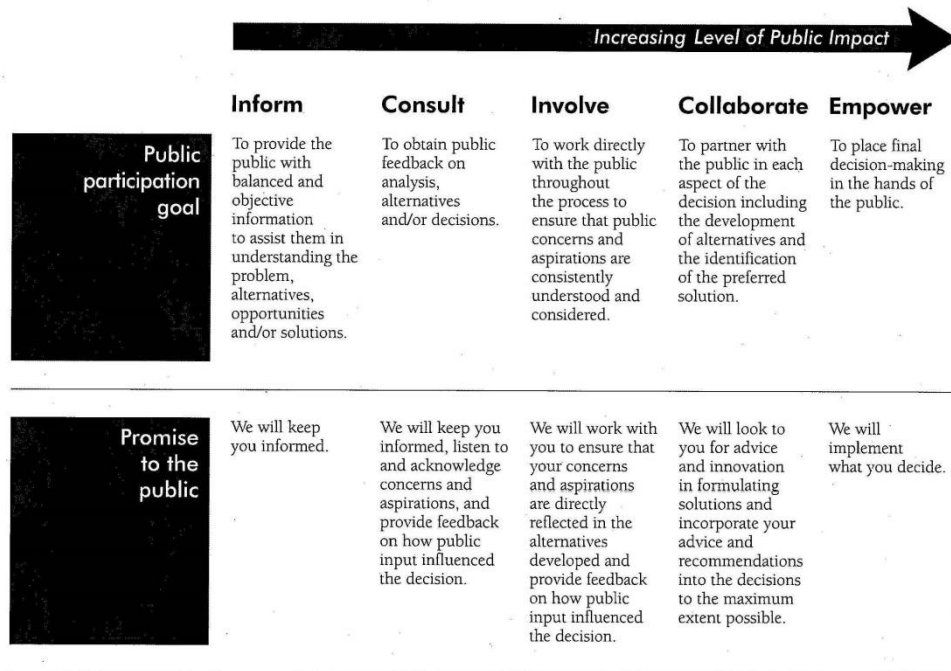 Increasing Level of Public Impact
Inform
Consult
Involve
Collaborate
Empower
Public
participation
goal
To provide the
public with
balanced and
objective
information
to assist them in
understanding the
problem,
alternatives,
opportunities
and/or solutions.
To obtain public
feedback on
analysis,
alternatives
and/or decisions.
To work directly
with the public
throughout
the process to
ensure that public
concerns and
aspirations are
consistently
understood and
considered.
To partner with
the public in each
aspect of the
decision including
the development
of alternatives and
the identification
of the preferred
solution.
To place final
decision-making
in the hands of
the public.
Promise
to the
public
We will keep
you informed.
We will keep you
informed, listen to
and acknowledge
concerns and
aspirations, and
provide feedback
on how public
input influenced
the decision.
We will work with
you to ensure that
your concerns
and aspirations
are directly
reflected in the
alternatives
developed and
provide feedback
on how public
input influenced
the decision.
We will look to
you for advice
and innovation
in formulating
solutions and
incorporate your
advice and
recommendations
into the decisions
to the maximum
extent possible.
We will
implement
what you decide.